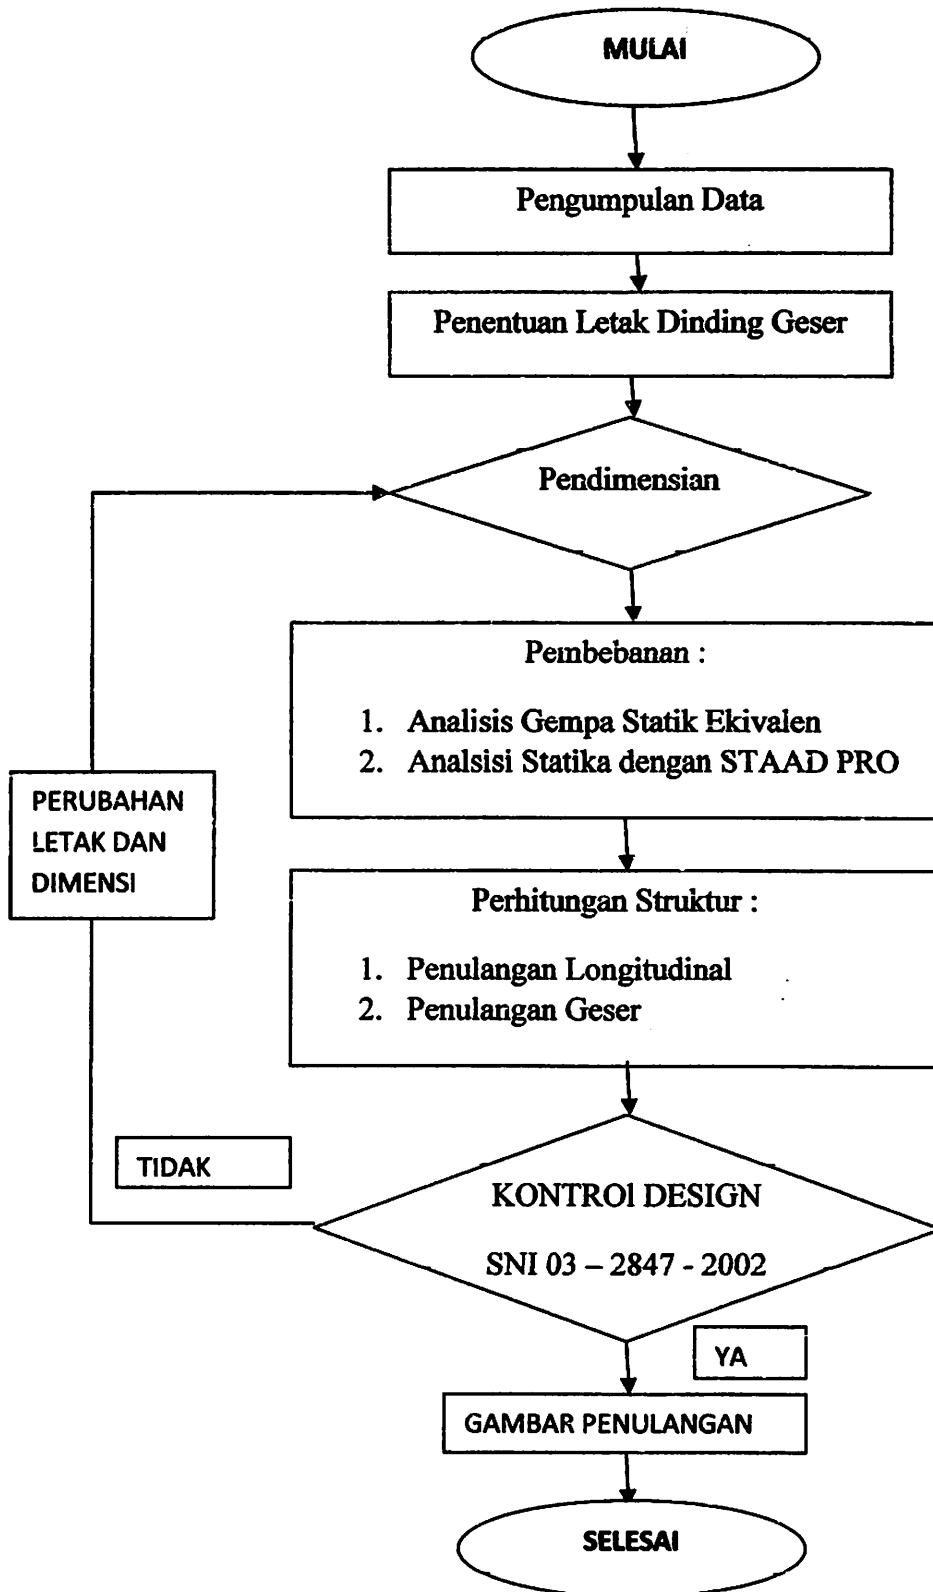 MULAI
Pengumpulan Data
Penentuan Letak Dinding Geser
Pendimensian
Pembebanan :
1. Analisis Gempa Statik Ekivalen
2. Analsisi Statika dengan STAAD PRO
PERUBAHAN
LETAK DAN
DIMENSI
Perhitungan Struktur :
1. Penulangan Longitudinal
2. Penulangan Geser
TIDAK
KONTROl DESIGN
SNI 03 – 2847 - 2002
YA
GAMBAR PENULANGAN
SELESAI